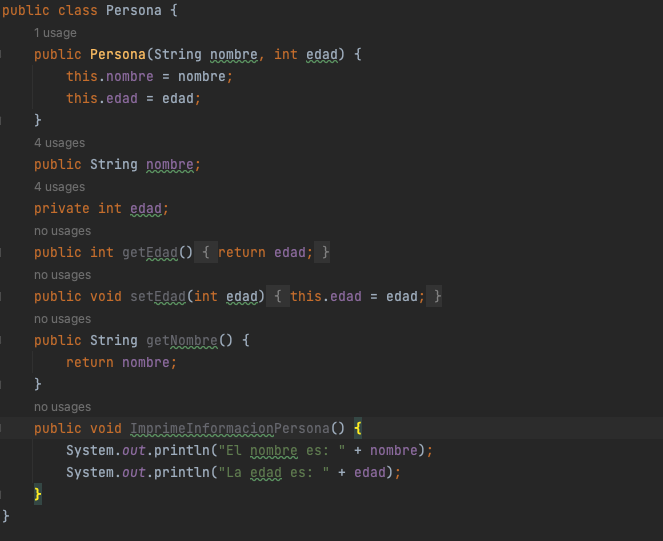 public class Persona {
1 usage
public Persona(String nombre, int edad) {
this.nombre = nombre;
this.edad = edad;
}
4 usages
public String nombre;
4 usages
private int edad;
no usages
public int getEdad() { return edad; }
no usages
public void setEdad(int edad) { this.edad = edad; }
no usages
public String getNombre() {
return nombre;
}
no usages
public void ImprimeInformacionPersona() {
System.out.println("El nombre es: " + nombre);
System.out.println("La edad es: " + edad);
}
}